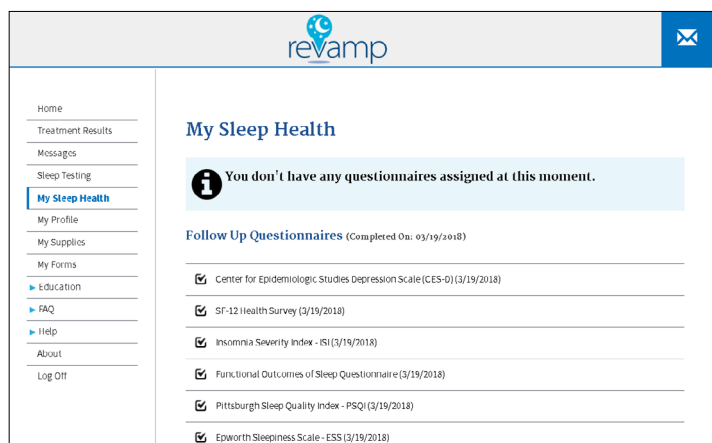 revamp
Home
Treatment Results
Messages
Sleep Testing
My Sleep Health
My Profile
My Supplies
My Forms
Education
FAQ
Help
About
Log Off
My Sleep Health
You don't have any questionnaires assigned at this moment.
Follow Up Questionnaires (Completed On: 03/19/2018)
Center for Epidemiologic Studies Depression Scale (CES-D) (3/19/2018)
SF-12 Health Survey (3/19/2018)
Insomnia Severity Index - ISI (3/19/2018)
Functional Outcomes of Sleep Questionnaire (3/19/2018)
Pittsburgh Sleep Quality Index - PSQI (3/19/2018)
Epworth Sleepiness Scale - ESS (3/19/2018)